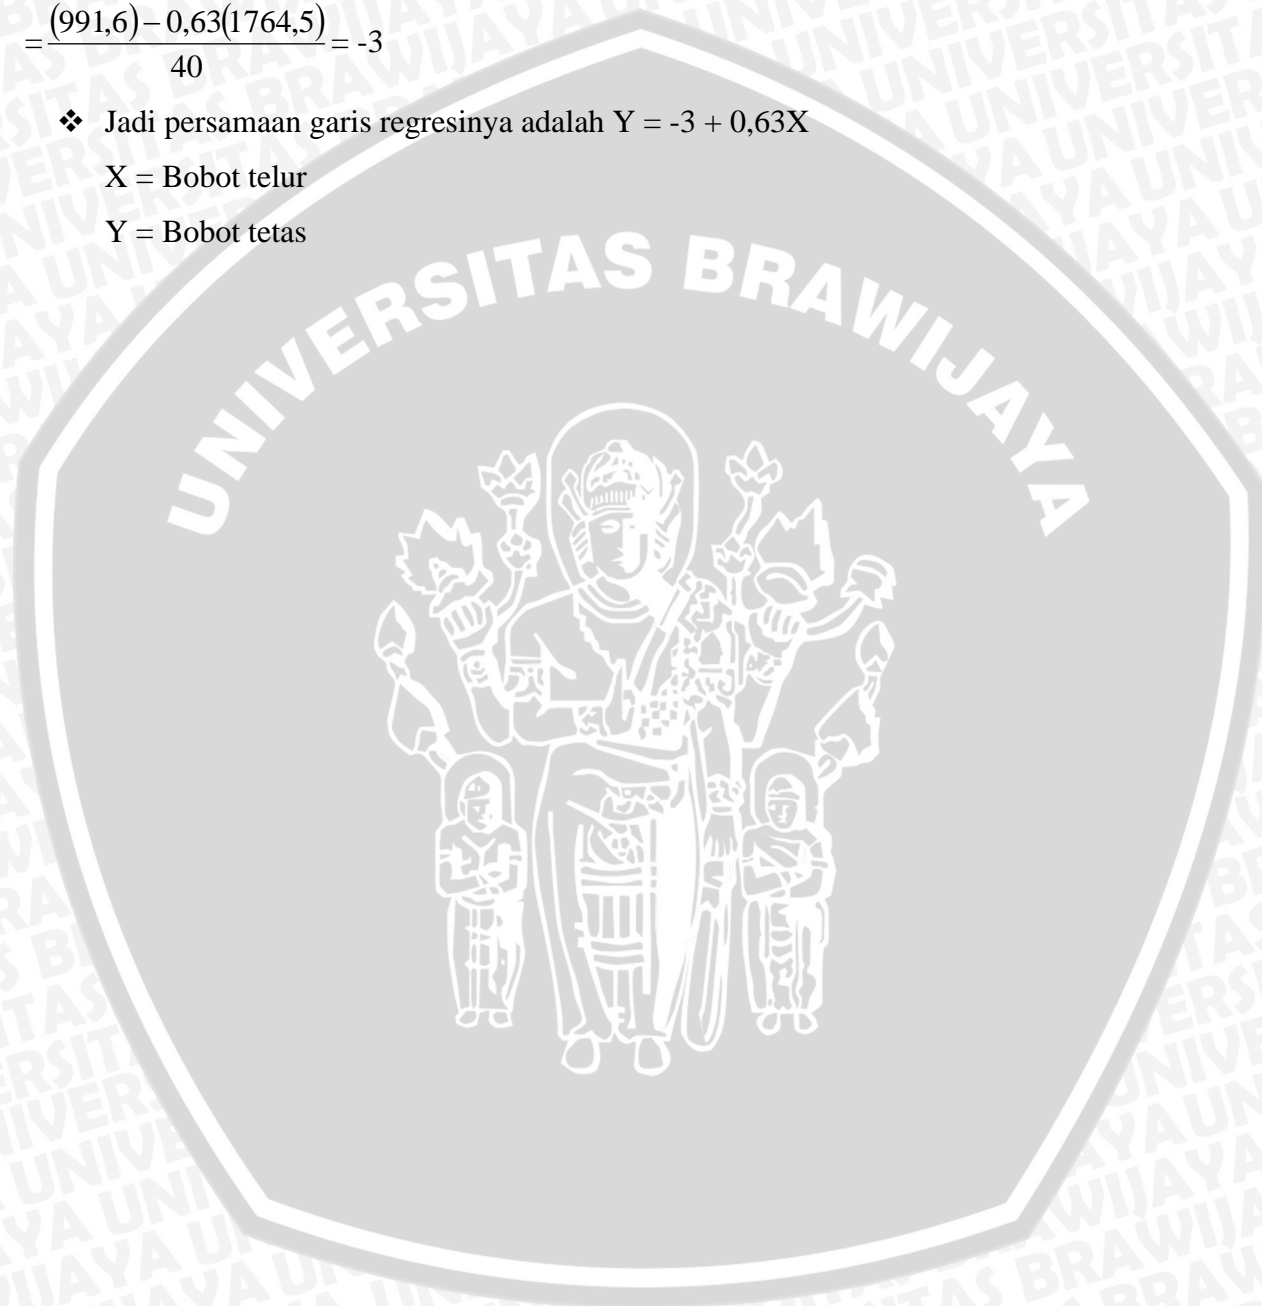 = (991,6) − 0,63(1764,5) / 40 = -3
❖ Jadi persamaan garis regresinya adalah Y = -3 + 0,63X
X = Bobot telur
Y = Bobot tetas
UNIVERSITAS BRAWIJAYA